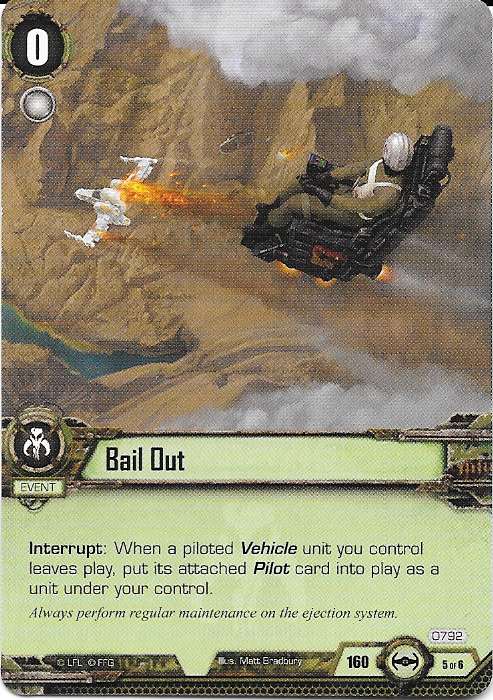 0
Bail Out
EVENT
Interrupt: When a piloted Vehicle unit you control
leaves play, put its attached Pilot card into play as a
unit under your control.
Always perform regular maintenance on the ejection system.
0792
© LFL © FFG
Illus. Matt Bradbury
160
5 OF 6